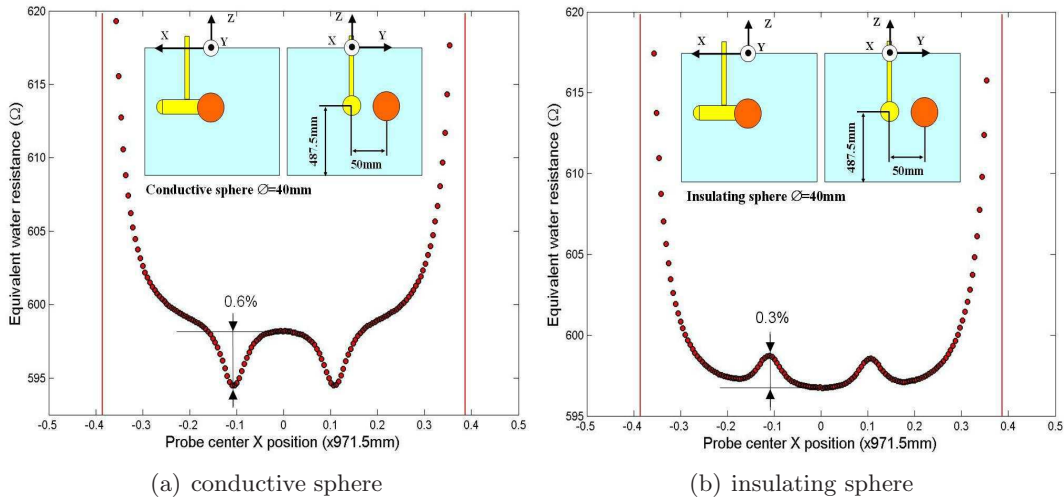 620
615
610
605
600
595
Equivalent water resistance (Ω)
Z
X
Y
Z
X
Y
487.5mm
50mm
Conductive sphere ∅=40mm
0.6%
-0.5 -0.4 -0.3 -0.2 -0.1 0 0.1 0.2 0.3 0.4 0.5
Probe center X position (x971.5mm)
(a) conductive sphere
620
615
610
605
600
595
Equivalent water resistance (Ω)
Z
X
Y
Z
X
Y
487.5mm
50mm
Insulating sphere ∅=40mm
0.3%
-0.5 -0.4 -0.3 -0.2 -0.1 0 0.1 0.2 0.3 0.4 0.5
Probe center X position (x971.5mm)
(b) insulating sphere